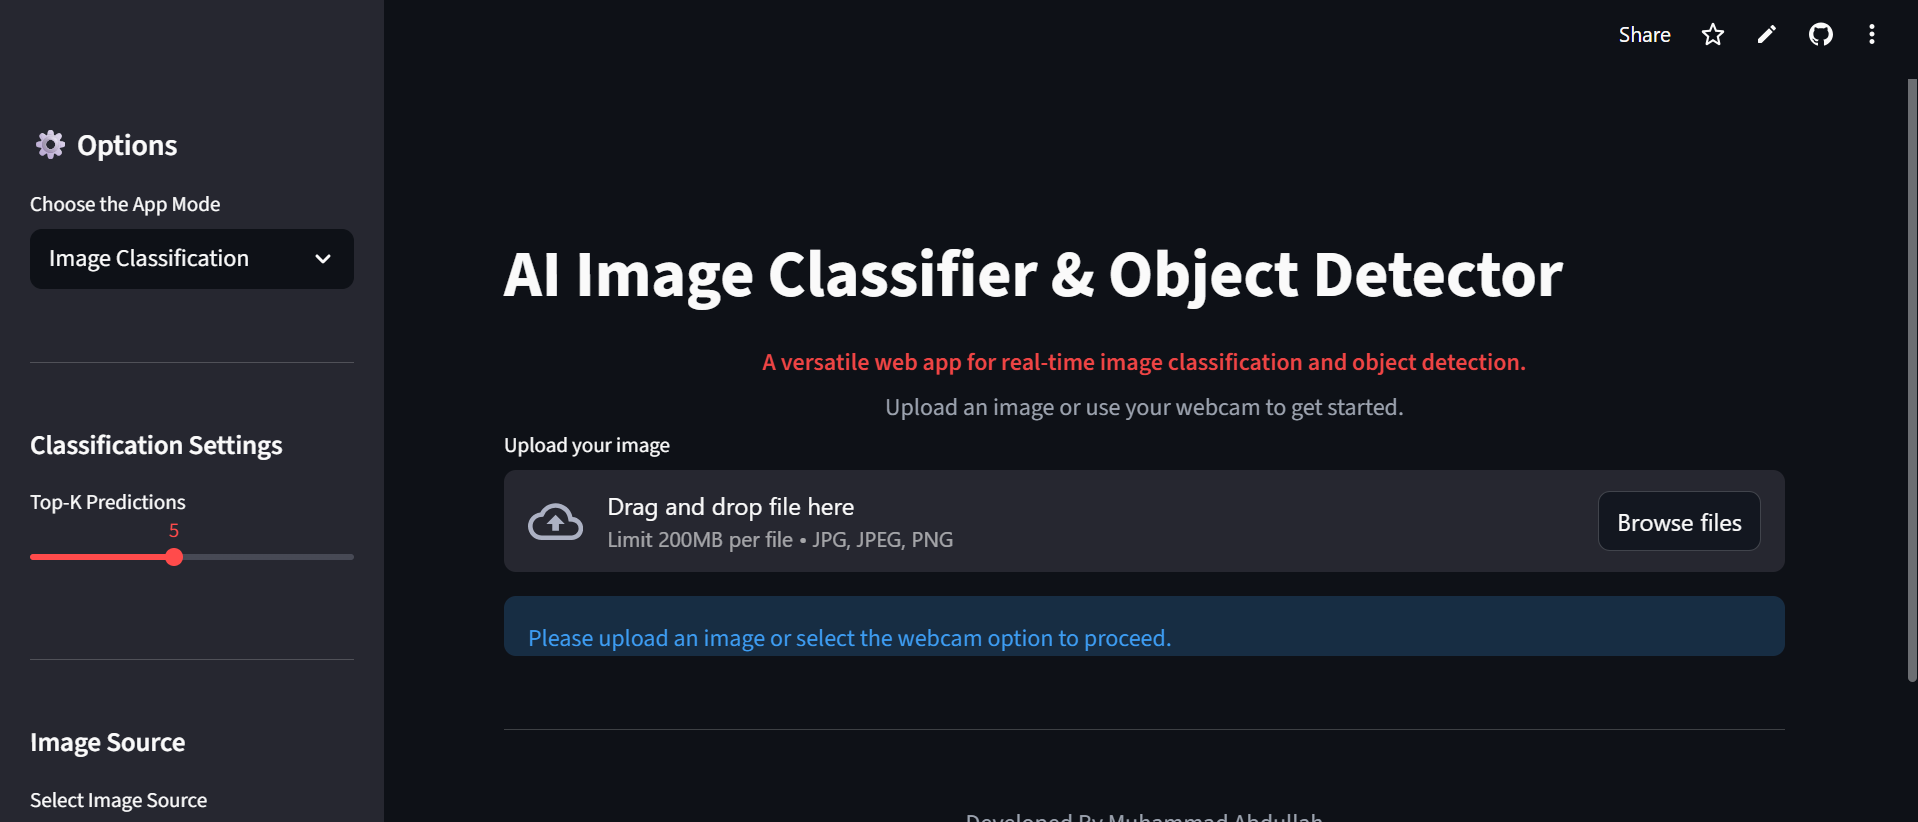 Share
Options
Choose the App Mode
Image Classification
Classification Settings
Top-K Predictions
5
Image Source
Select Image Source
AI Image Classifier & Object Detector
A versatile web app for real-time image classification and object detection.
Upload an image or use your webcam to get started.
Upload your image
Drag and drop file here
Limit 200MB per file • JPG, JPEG, PNG
Browse files
Please upload an image or select the webcam option to proceed.
Developed By Muhammad Abdullah